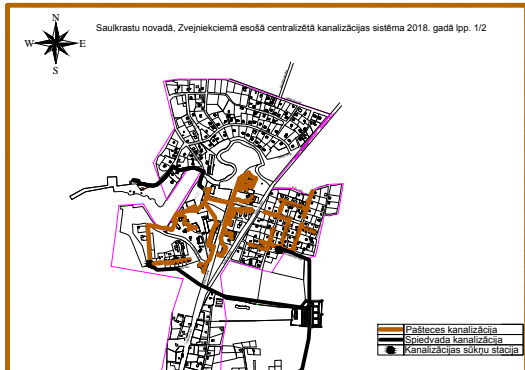 Saulkrastu novadā, Zvejniekciemā esošā centralizētā kanalizācijas sistēma 2018. gadā lpp. 1/2
N
W E
S
Pašteces kanalizācija
Spiedvada kanalizācija
Kanalizācijas sūkņu stacija